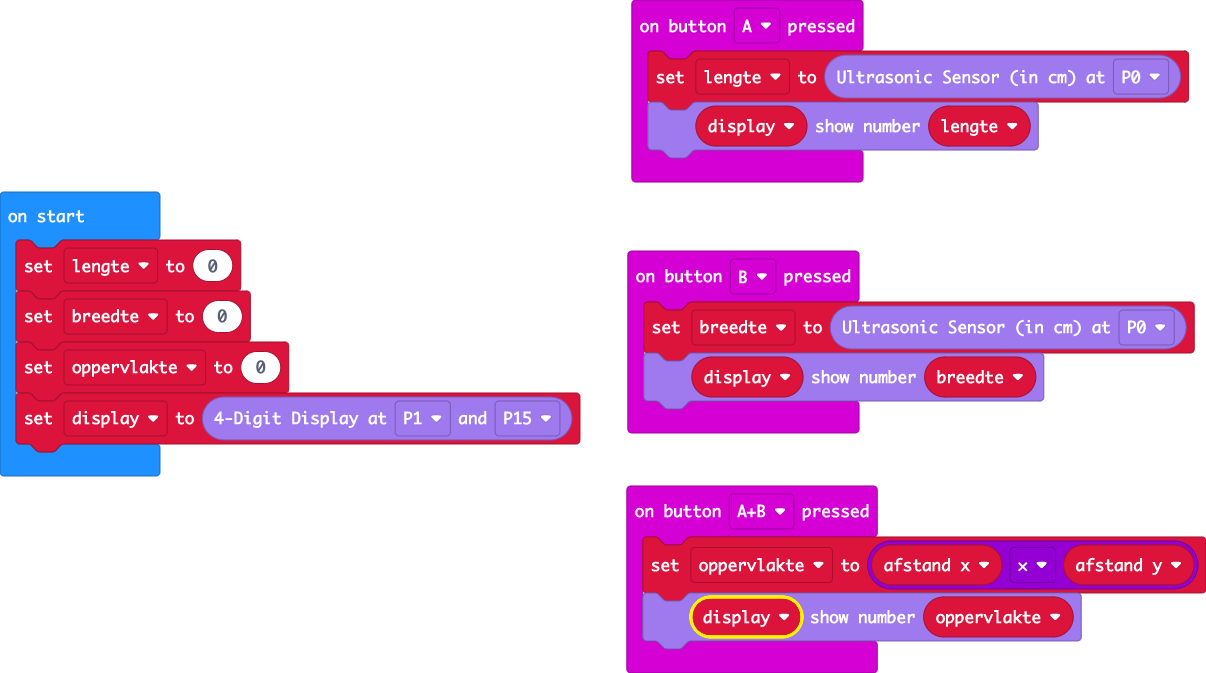 on start
set lengte to 0
set breedte to 0
set oppervlakte to 0
set display to 4-Digit Display at P1 and P15
on button A pressed
set lengte to Ultrasonic Sensor (in cm) at P0
display show number lengte
on button B pressed
set breedte to Ultrasonic Sensor (in cm) at P0
display show number breedte
on button A+B pressed
set oppervlakte to afstand x × afstand y
display show number oppervlakte